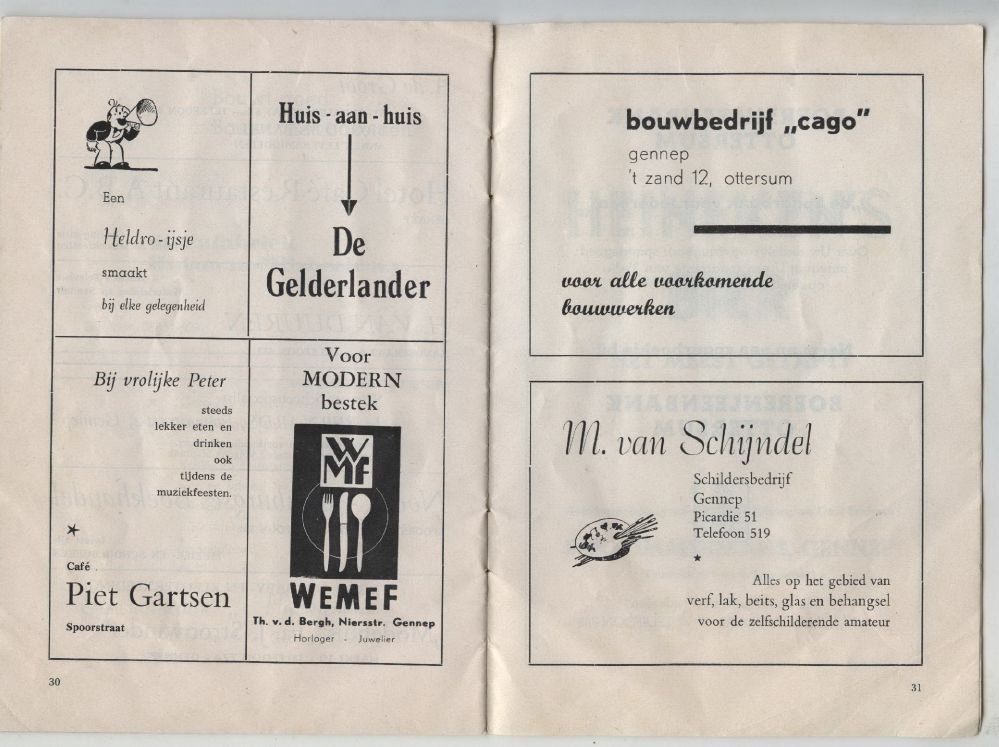 Een
Heldro-ijsje
smaakt
bij elke gelegenheid
Huis-aan-huis
De
Gelderlander
Bij vrolijke Peter
steeds
lekker eten en
drinken
ook
tijdens de
muziekfeesten.
Café
Piet Gartsen
Spoorstraat
Voor
MODERN
bestek
WMF
WEMEF
Th. v. d. Bergh, Niersstr. Gennep
Horloger - Juwelier
30
bouwbedrijf „cago”
gennep
't zand 12, ottersum
voor alle voorkomende
bouwwerken
M. van Schijndel
Schildersbedrijf
Gennep
Picardie 51
Telefoon 519
Alles op het gebied van
verf, lak, beits, glas en behangsel
voor de zelfschilderende amateur
31